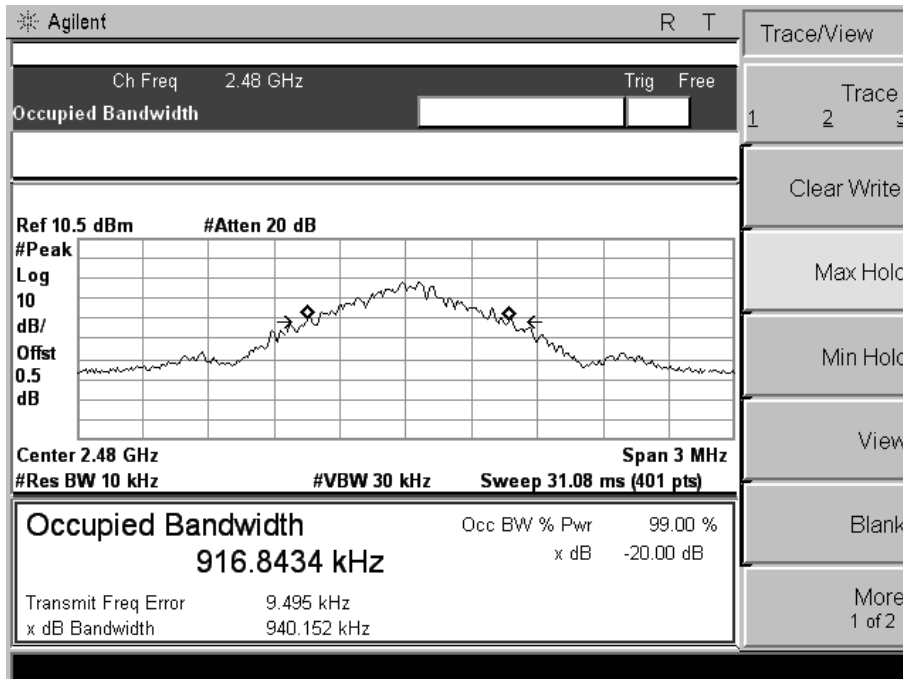 Agilent R T
Ch Freq 2.48 GHz Trig Free
Occupied Bandwidth
Ref 10.5 dBm #Atten 20 dB
#Peak
Log
10
dB/
Offst
0.5
dB
Center 2.48 GHz Span 3 MHz
#Res BW 10 kHz #VBW 30 kHz Sweep 31.08 ms (401 pts)
Occupied Bandwidth
916.8434 kHz
Occ BW % Pwr 99.00 %
x dB -20.00 dB
Transmit Freq Error 9.495 kHz
x dB Bandwidth 940.152 kHz
Trace/View
Trace
1 2 3
Clear Write
Max Hold
Min Hold
View
Blank
More
1 of 2